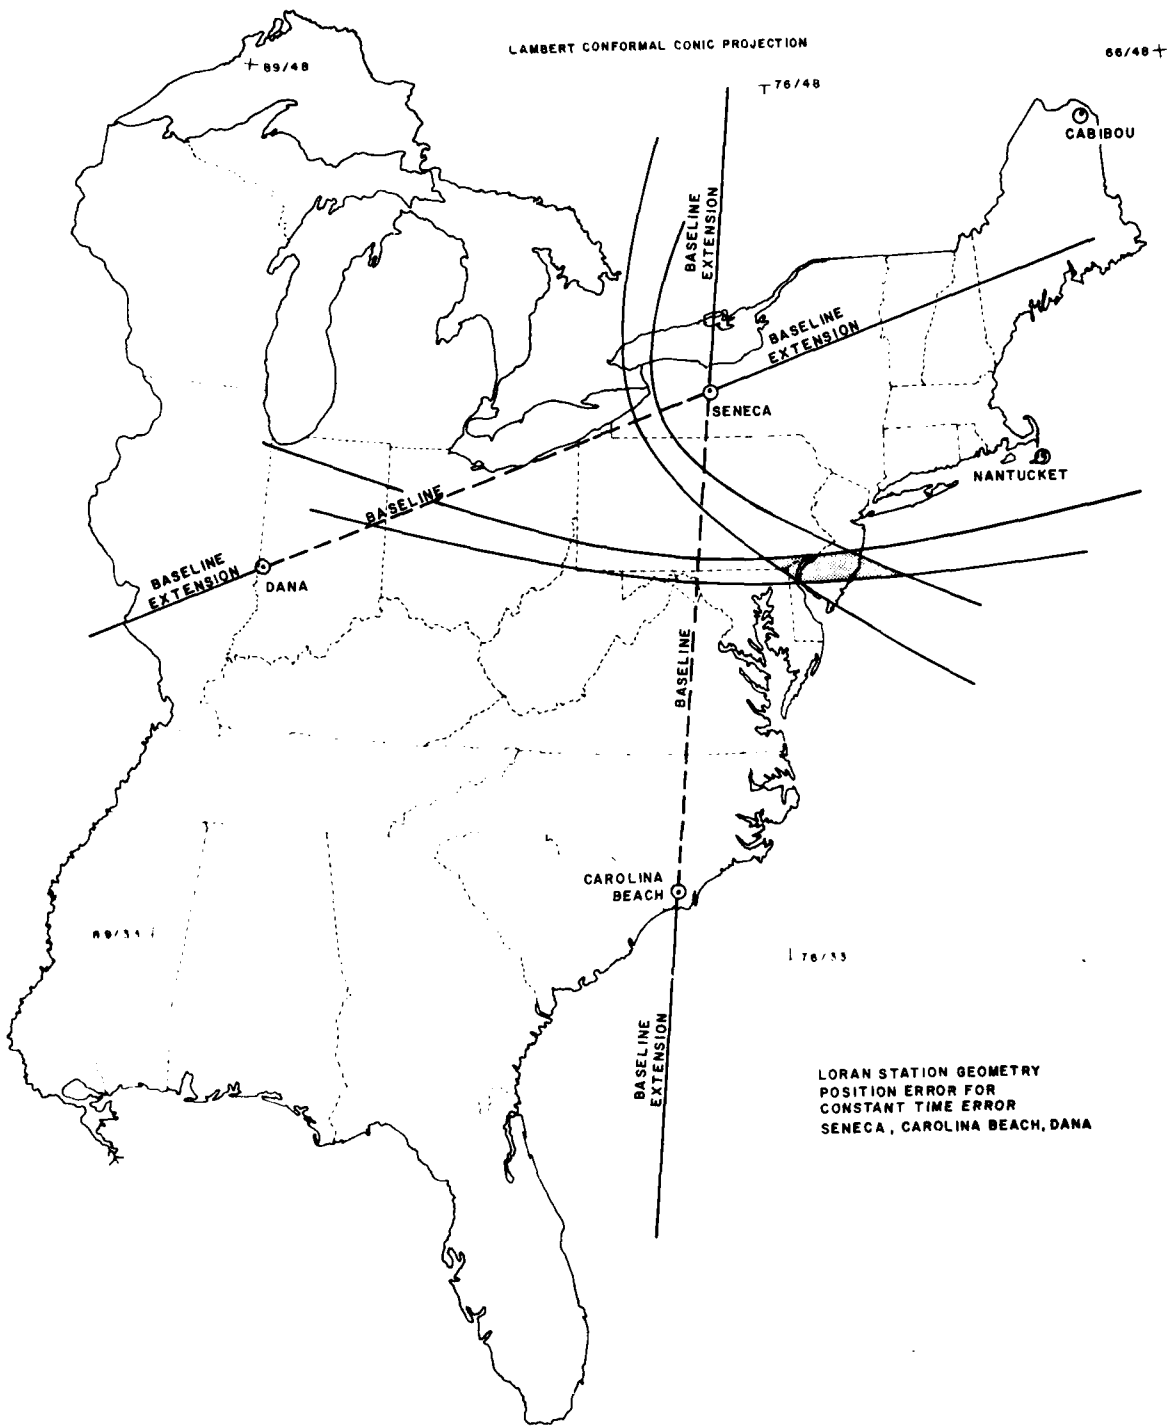 LAMBERT CONFORMAL CONIC PROJECTION
66/48
89/48
76/48
CABIBOU
BASELINE
EXTENSION
BASELINE
EXTENSION
SENECA
NANTUCKET
BASELINE
BASELINE
EXTENSION
DANA
BASELINE
CAROLINA
BEACH
76/33
BASELINE
EXTENSION
LORAN STATION GEOMETRY
POSITION ERROR FOR
CONSTANT TIME ERROR
SENECA, CAROLINA BEACH, DANA